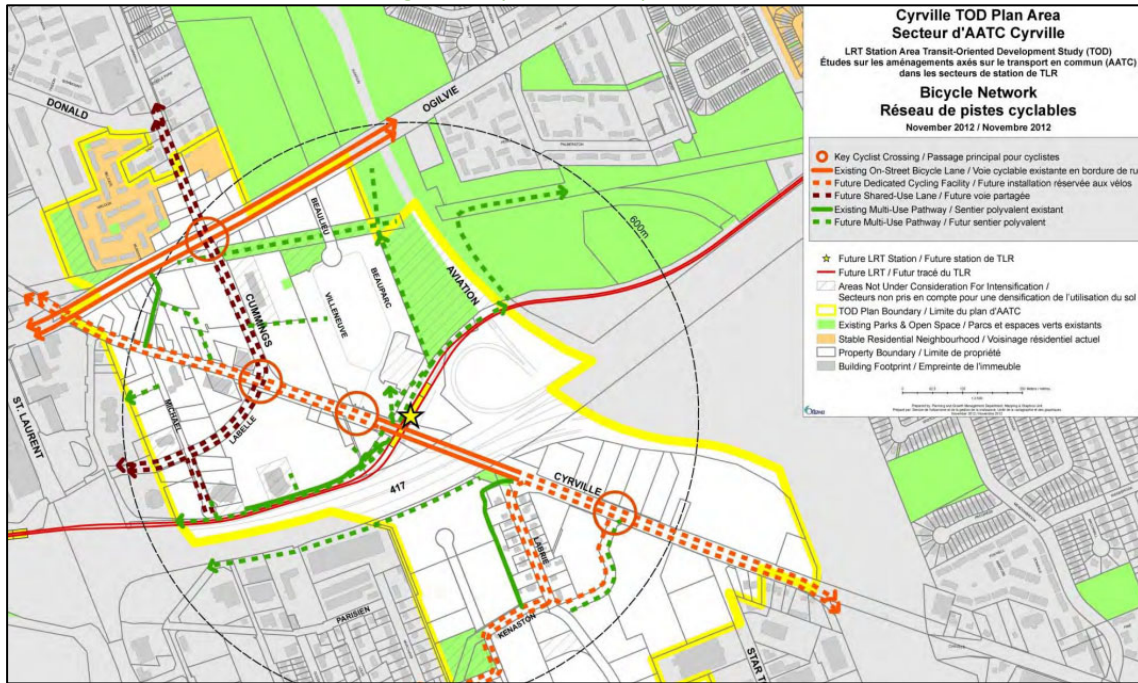 Cyrville TOD Plan Area
Secteur d'AATC Cyrville
LRT Station Area Transit-Oriented Development Study (TOD)
Études sur les aménagements axés sur le transport en commun (AATC)
dans les secteurs de station de TLR
Bicycle Network
Réseau de pistes cyclables
November 2012 / Novembre 2012
Key Cyclist Crossing / Passage principal pour cyclistes
Existing On-Street Bicycle Lane / Voie cyclable existante en bordure de ru
Future Dedicated Cycling Facility / Future installation réservée aux vélos
Future Shared-Use Lane / Future voie partagée
Existing Multi-Use Pathway / Sentier polyvalent existant
Future Multi-Use Pathway / Futur sentier polyvalent
Future LRT Station / Future station de TLR
Future LRT / Futur tracé du TLR
Areas Not Under Consideration For Intensification /
Secteurs non pris en compte pour une densification de l'utilisation du sol
TOD Plan Boundary / Limite du plan d'AATC
Existing Parks & Open Space / Parcs et espaces verts existants
Stable Residential Neighbourhood / Voisinage résidentiel actuel
Property Boundary / Limite de propriété
Building Footprint / Empreinte de l'immeuble
DONALD
OGILVIE
600m
BEAULIEU
BEAUPARC
AVIATION
VILLENEUVE
CUMMINGS
ST. LAURENT
MICHAEL
LABELLE
417
CYRVILLE
LABRIE
KENASTON
PARISIEN
STAR T